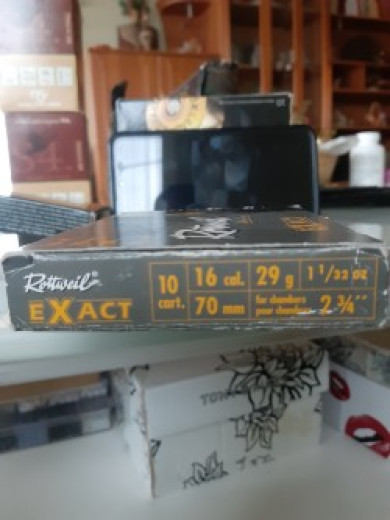 Rottweil
EXACT
10
cart.
16 cal.
70 mm
29 g
1 1/32 oz
for chambers
pour chambers
2 3/4''